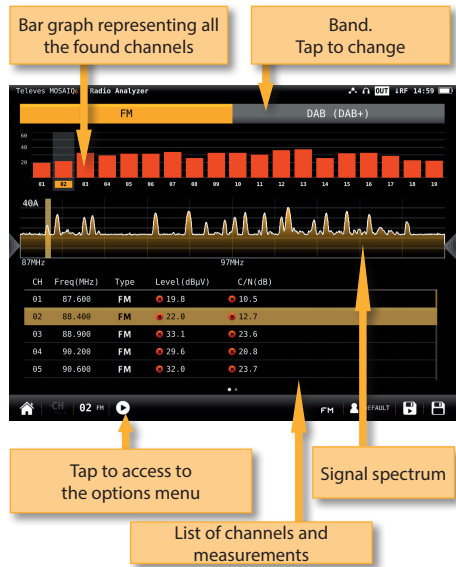 Bar graph representing all
the found channels
Band.
Tap to change
Televes MOSAIQ6 Radio Analyzer
OUT ↓RF 14:59
FM
DAB (DAB+)
60
40
20
01 02 03 04 05 06 07 08 09 10 11 12 13 14 15 16 17 18 19
40A
87MHz 97MHz
CH Freq(MHz) Type Level(dBµV) C/N(dB)
01 87.600 FM 19.8 10.5
02 88.400 FM 22.0 12.7
03 88.900 FM 33.1 23.6
04 90.200 FM 29.6 20.8
05 90.600 FM 32.0 23.7
CH 02 FM FM DEFAULT
Tap to access to
the options menu
Signal spectrum
List of channels and
measurements